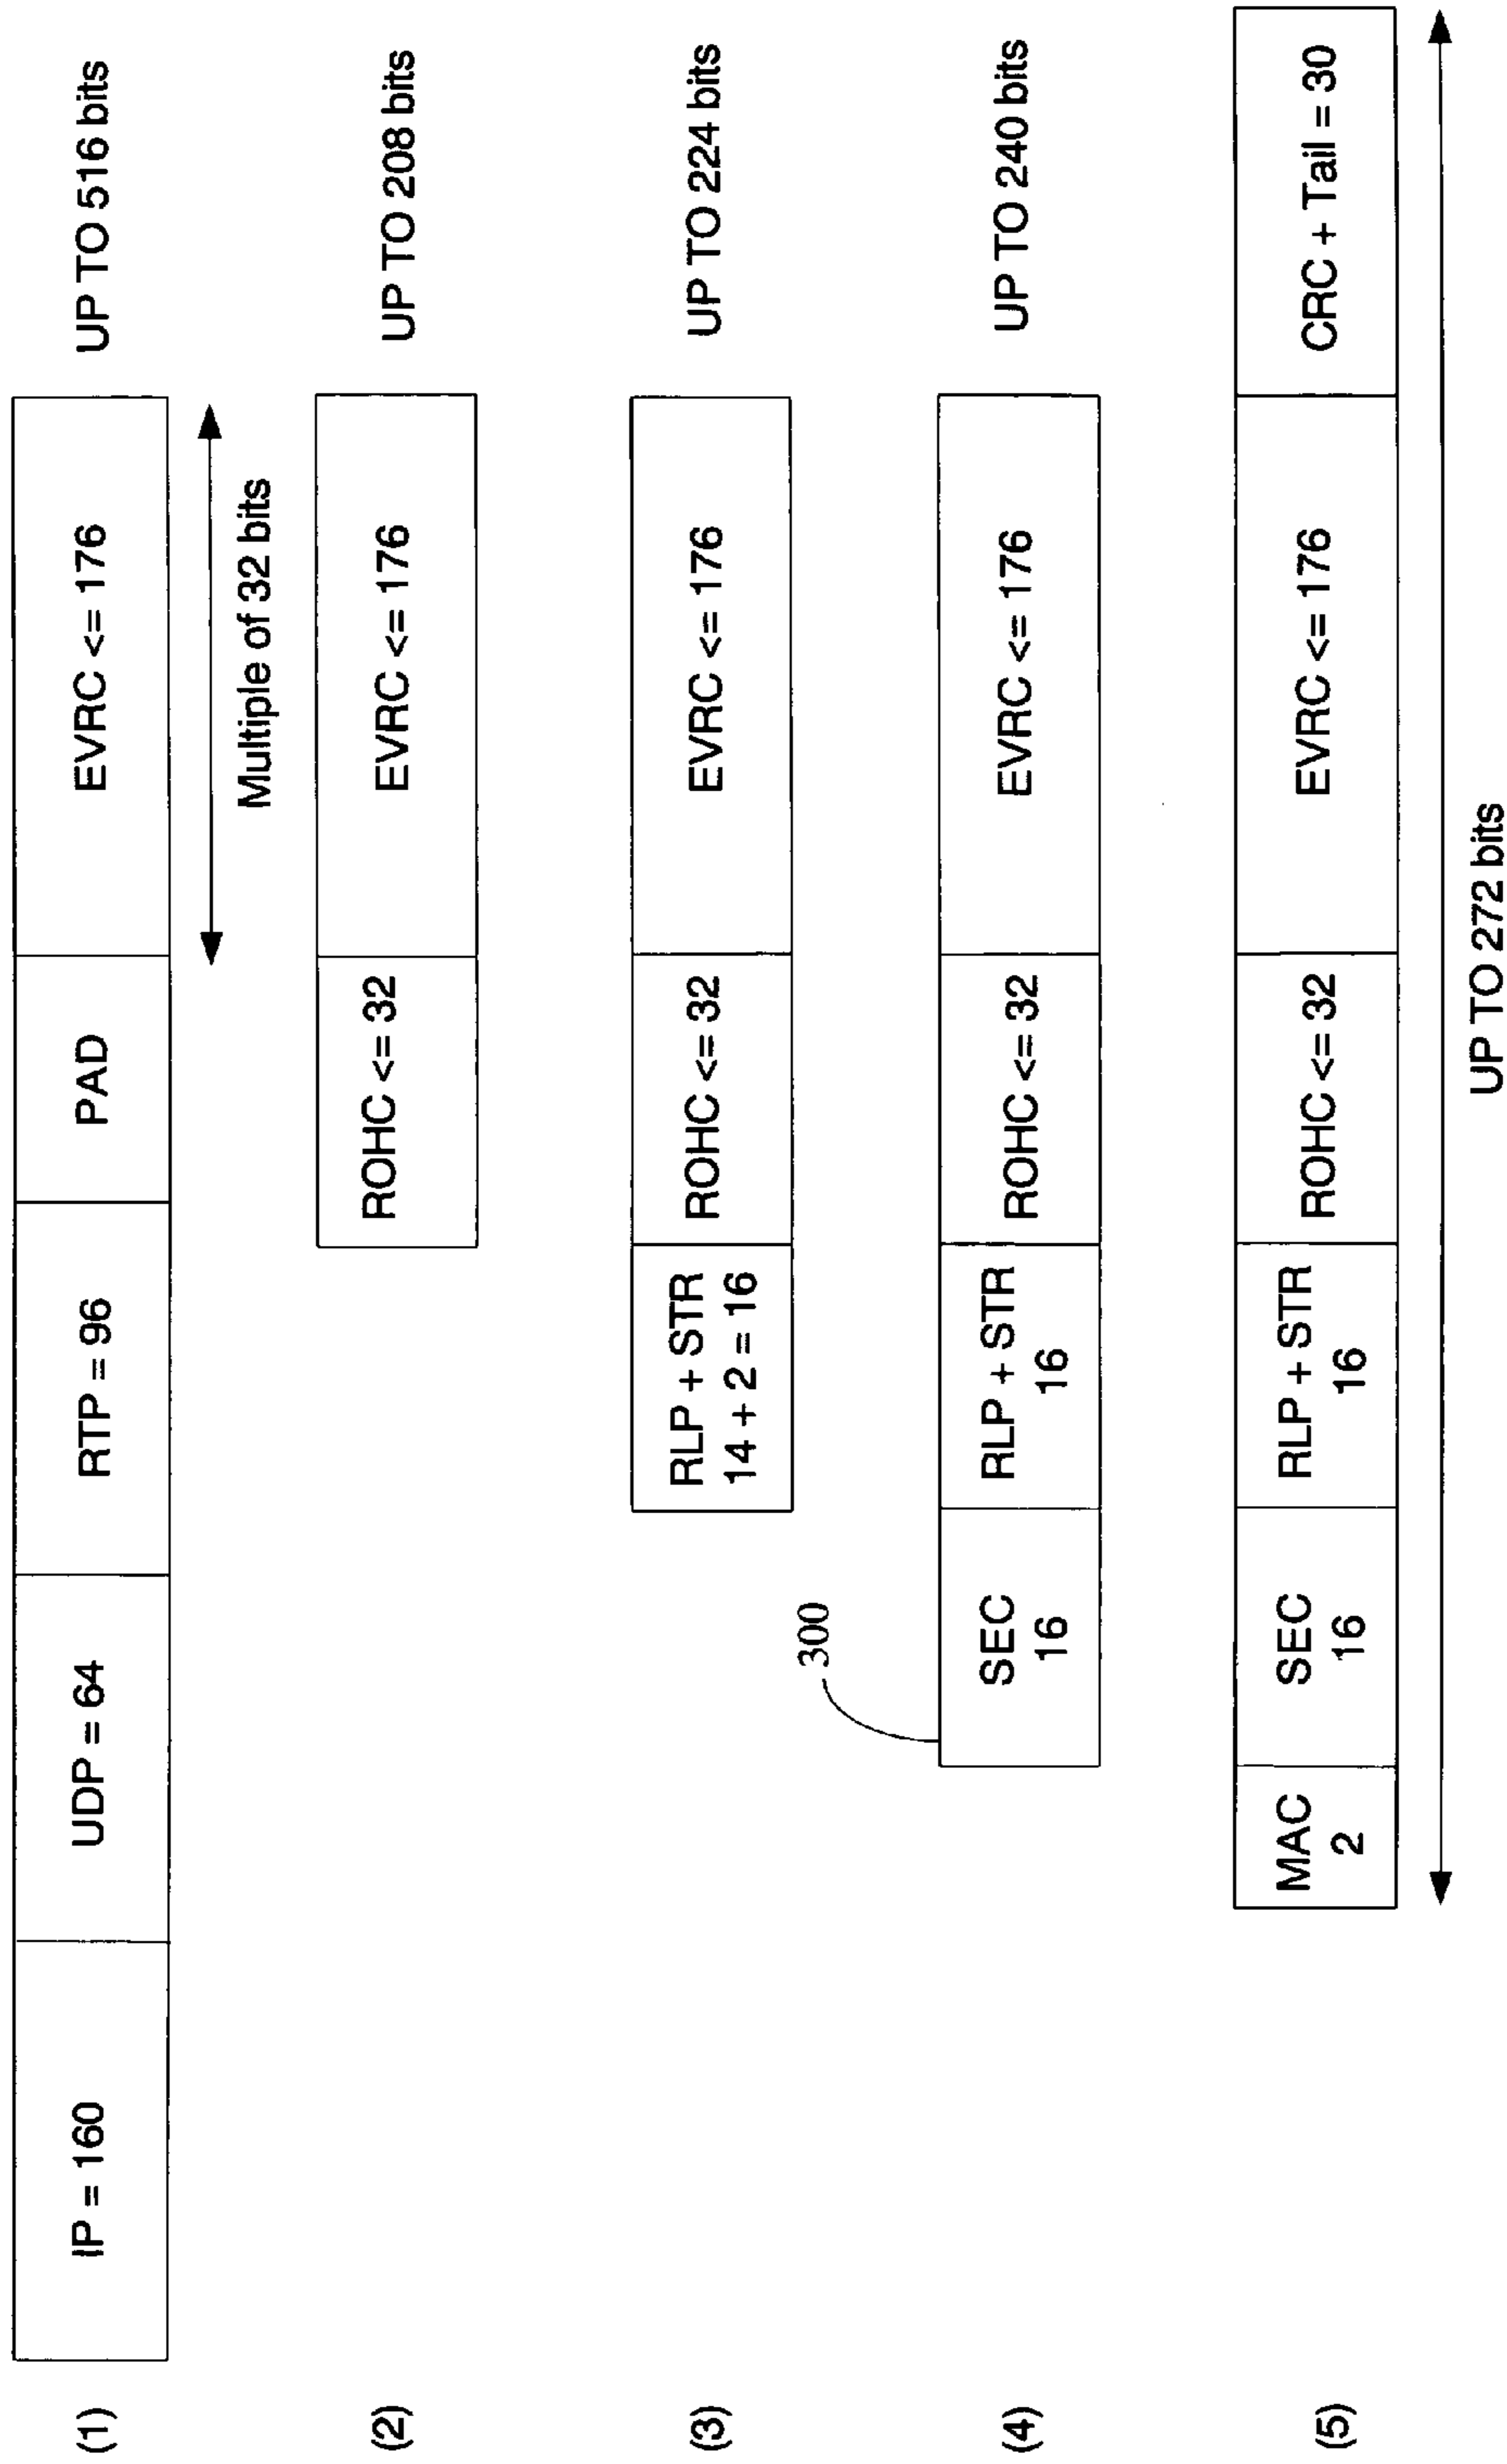 (1)
IP = 160
UDP = 64
RTP = 96
PAD
EVRC <= 176
UP TO 516 bits
Multiple of 32 bits
(2)
ROHC <= 32
EVRC <= 176
UP TO 208 bits
(3)
RLP + STR
14 + 2 = 16
ROHC <= 32
EVRC <= 176
UP TO 224 bits
300
(4)
SEC
16
RLP + STR
16
ROHC <= 32
EVRC <= 176
UP TO 240 bits
(5)
MAC
2
SEC
16
RLP + STR
16
ROHC <= 32
EVRC <= 176
CRC + Tail = 30
UP TO 272 bits